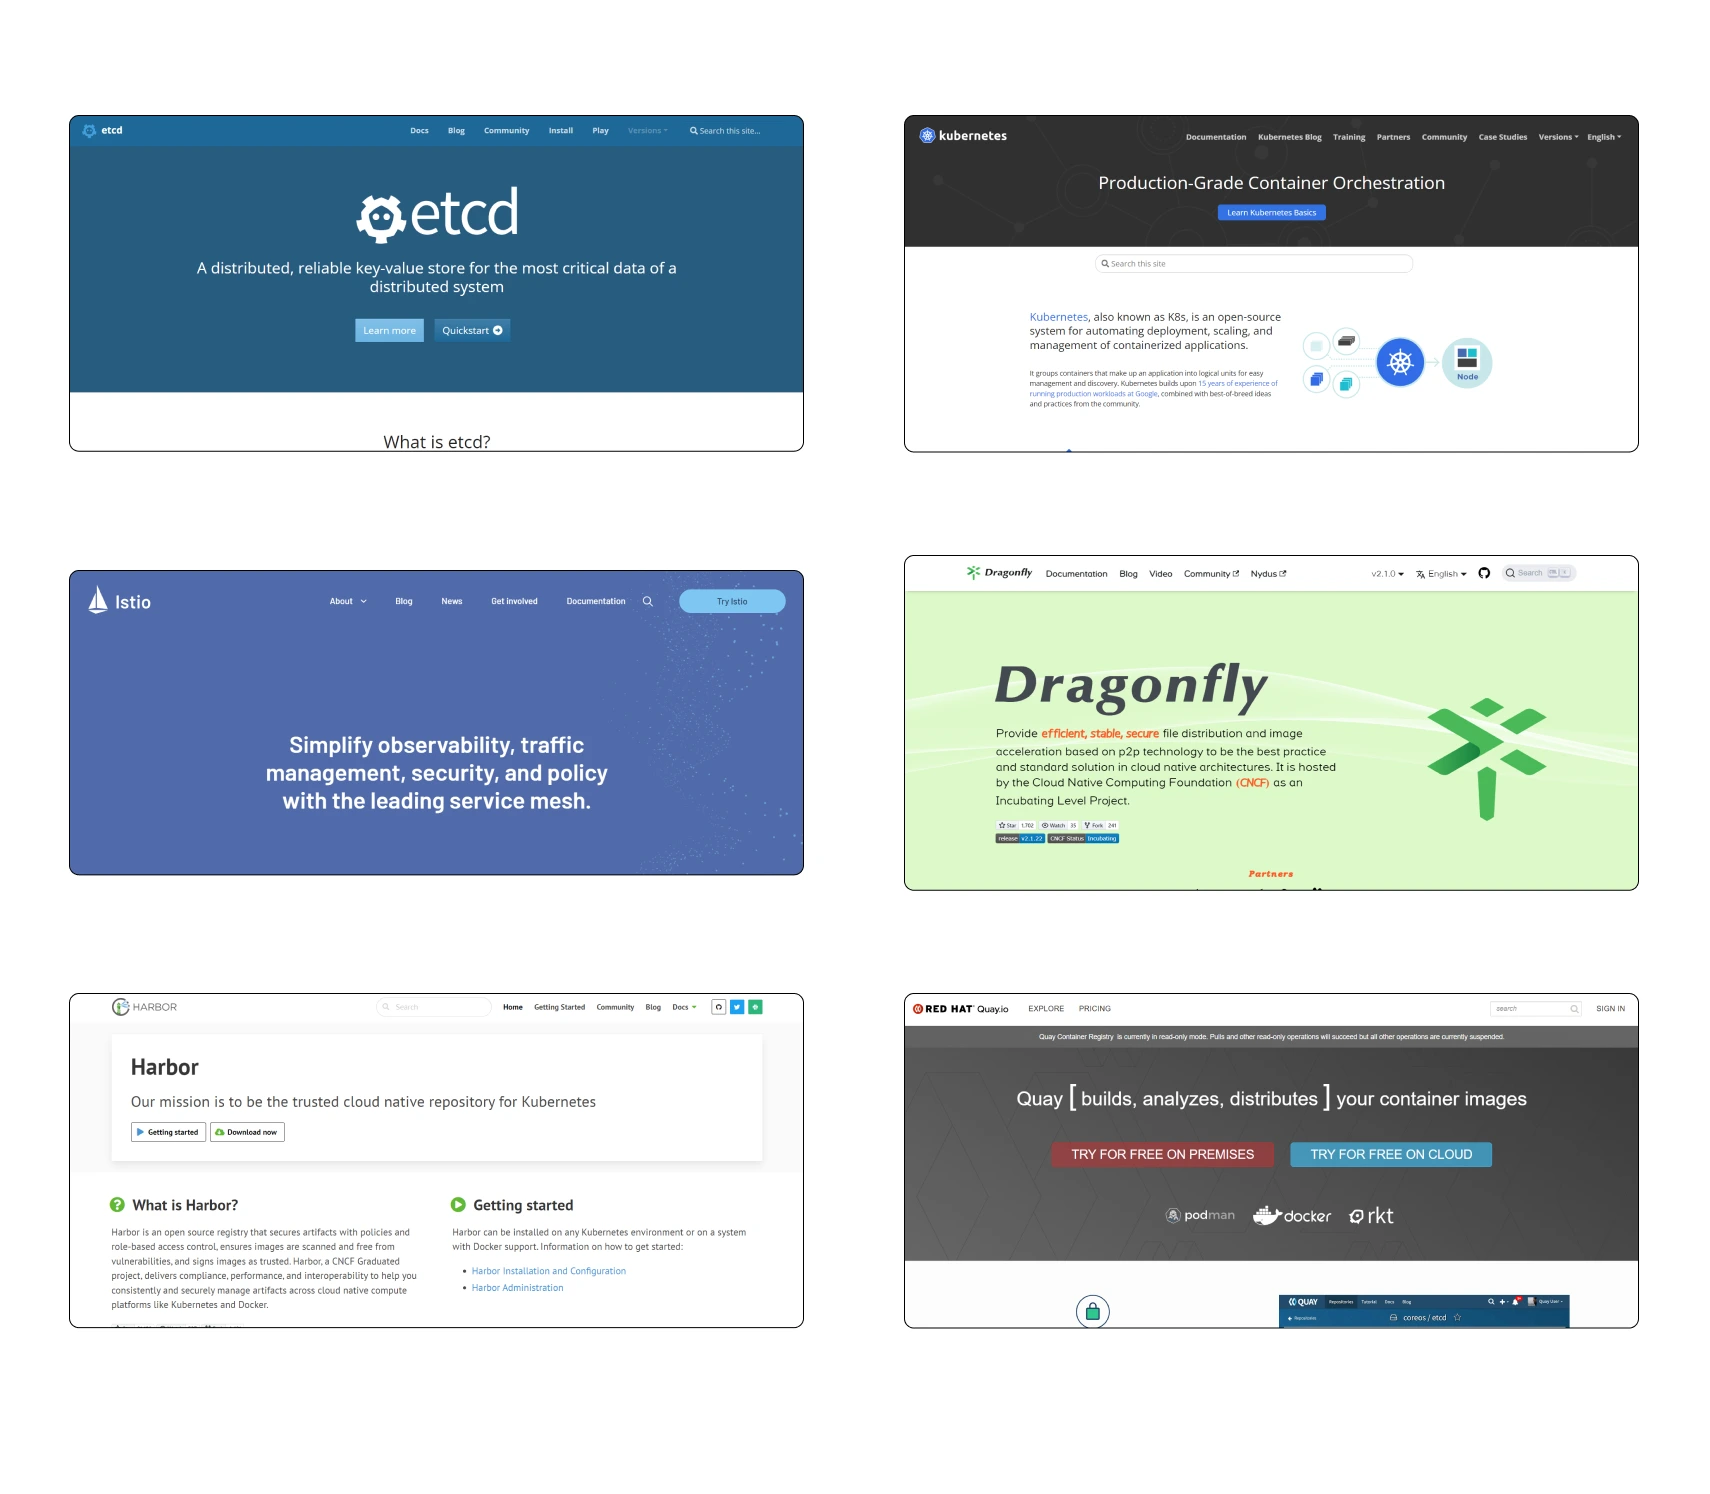 etcd
Docs Blog Community Install Play Versions Search this site...
etcd
A distributed, reliable key-value store for the most critical data of a
distributed system
Learn more Quickstart
What is etcd?
kubernetes
Documentation Kubernetes Blog Training Partners Community Case Studies Versions English
Production-Grade Container Orchestration
Learn Kubernetes Basics
Search this site
Kubernetes, also known as K8s, is an open-source
system for automating deployment, scaling, and
management of containerized applications.
It groups containers that make up an application into logical units for easy
management and discovery. Kubernetes builds upon 15 years of experience of
running production workloads at Google, combined with best-of-breed ideas
and practices from the community.
Node
Istio
About Blog News Get involved Documentation Try Istio
Simplify observability, traffic
management, security, and policy
with the leading service mesh.
Dragonfly Documentation Blog Video Community Nydus v2.1.0 English Search
Dragonfly
Provide efficient, stable, secure file distribution and image
acceleration based on p2p technology to be the best practice
and standard solution in cloud native architectures. It is hosted
by the Cloud Native Computing Foundation (CNCF) as an
Incubating Level Project.
Star 1,702 Watch 35 Fork 241
release v2.1.22 CNCF Status Incubating
Partners
HARBOR
Search Home Getting Started Community Blog Docs
Harbor
Our mission is to be the trusted cloud native repository for Kubernetes
Getting started Download now
What is Harbor?
Harbor is an open source registry that secures artifacts with policies and
role-based access control, ensures images are scanned and free from
vulnerabilities, and signs images as trusted. Harbor, a CNCF Graduated
project, delivers compliance, performance, and interoperability to help you
consistently and securely manage artifacts across cloud native compute
platforms like Kubernetes and Docker.
Getting started
Harbor can be installed on any Kubernetes environment or on a system
with Docker support. Information on how to get started:
• Harbor Installation and Configuration
• Harbor Administration
RED HAT Quay.io EXPLORE PRICING search SIGN IN
Quay Container Registry is currently in read-only mode. Pulls and other read-only operations will succeed but all other operations are currently suspended.
Quay [ builds, analyzes, distributes ] your container images
TRY FOR FREE ON PREMISES TRY FOR FREE ON CLOUD
podman docker rkt
QUAY Repositories Tutorial Docs Blog Quay User
Repositories coreos / etcd